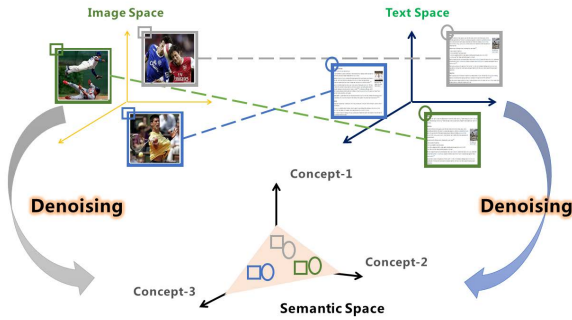 Image Space
Text Space
Denoising
Denoising
Concept-1
Concept-2
Concept-3
Semantic Space